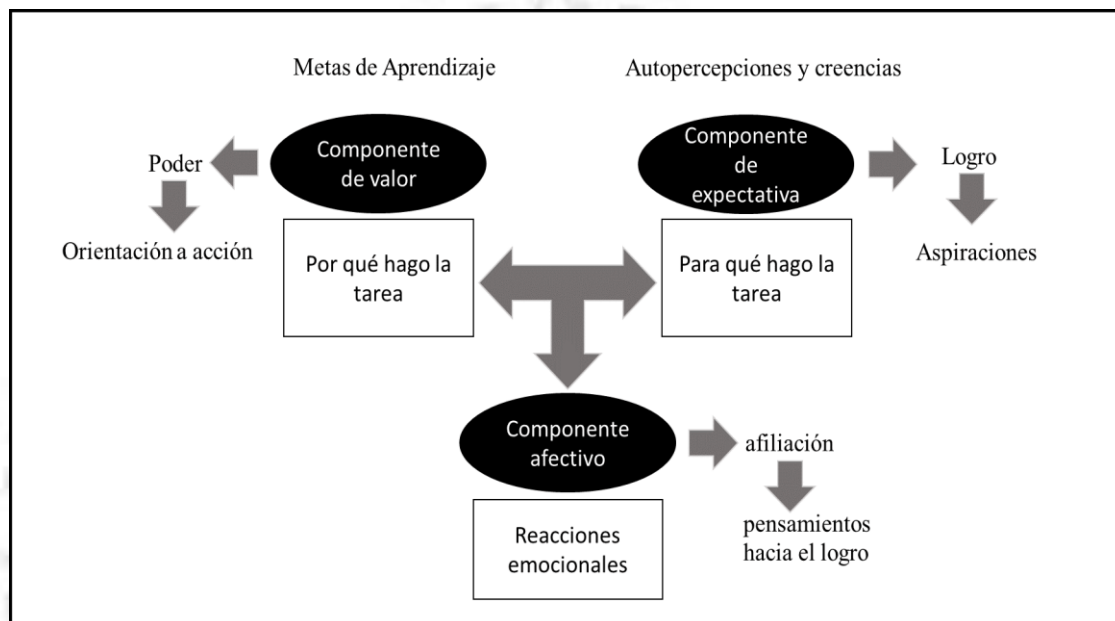 Metas de Aprendizaje
Autopercepciones y creencias
Componente
de valor
Poder
Orientación a acción
Por qué hago la
tarea
Componente
de
expectativa
Logro
Aspiraciones
Para qué hago la
tarea
Componente
afectivo
afiliación
pensamientos
hacia el logro
Reacciones
emocionales